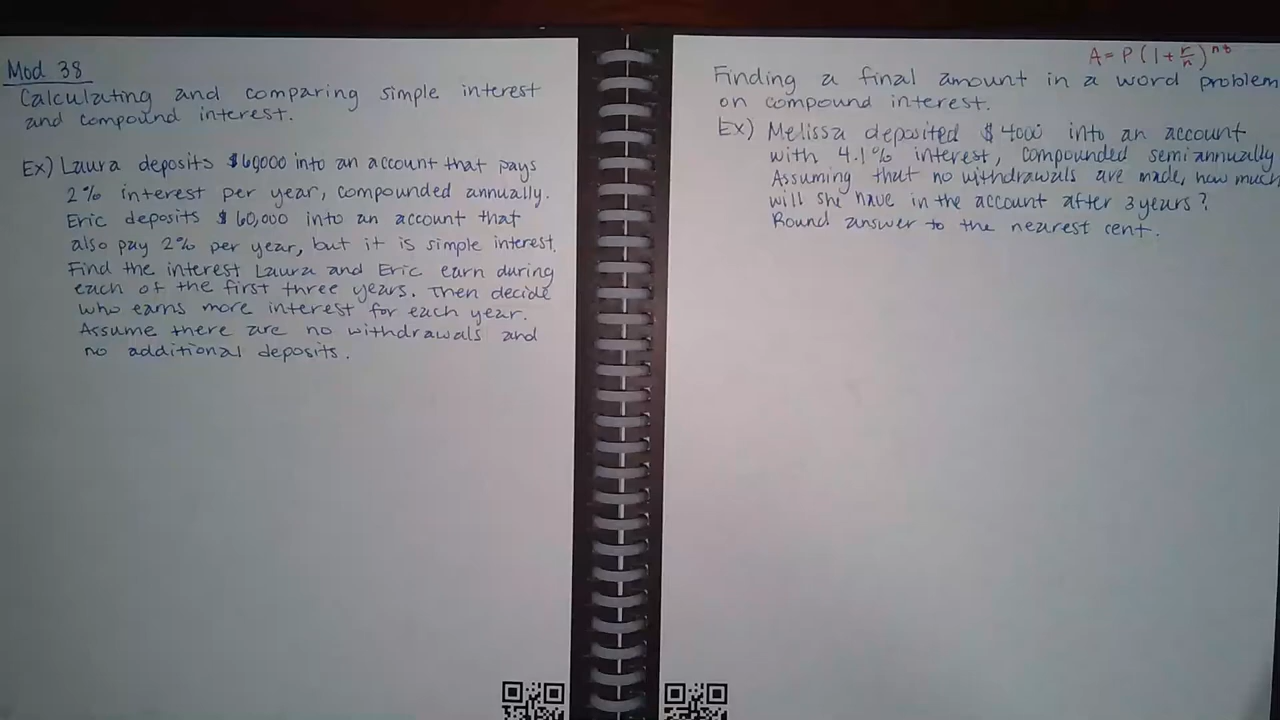 Mod 38
Calculating and comparing simple interest
and compound interest.
Ex) Laura deposits $60,000 into an account that pays
2% interest per year, compounded annually.
Eric deposits $60,000 into an account that
also pay 2% per year, but it is simple interest.
Find the interest Laura and Eric earn during
each of the first three years. Then decide
who earns more interest for each year.
Assume there are no withdrawals and
no additional deposits.
A = P(1 + r/n)^nt
Finding a final amount in a word problem
on compound interest.
Ex) Melissa deposited $4000 into an account
with 4.1% interest, compounded semiannually
Assuming that no withdrawals are made, how much
will she have in the account after 3 years?
Round answer to the nearest cent.